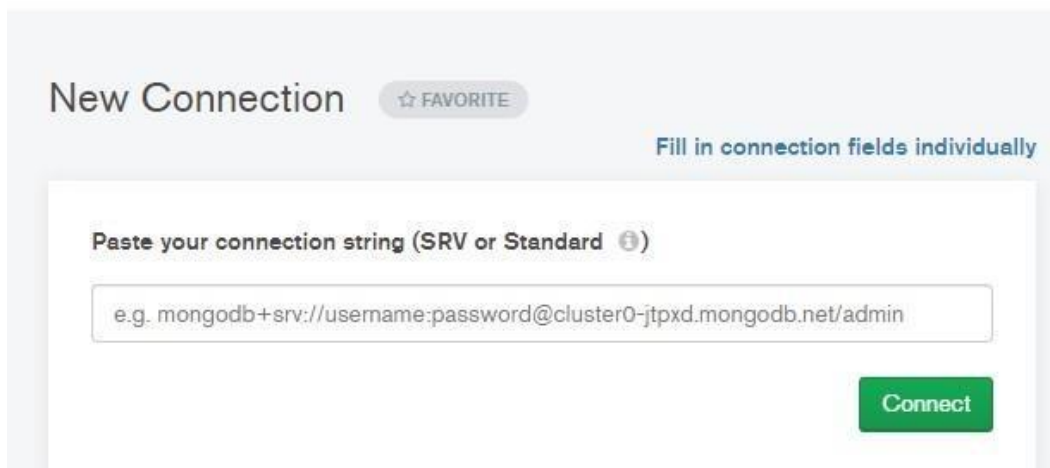 New Connection ☆ FAVORITE
Fill in connection fields individually
Paste your connection string (SRV or Standard )
e.g. mongodb+srv://username:password@cluster0-jtpxd.mongodb.net/admin
Connect